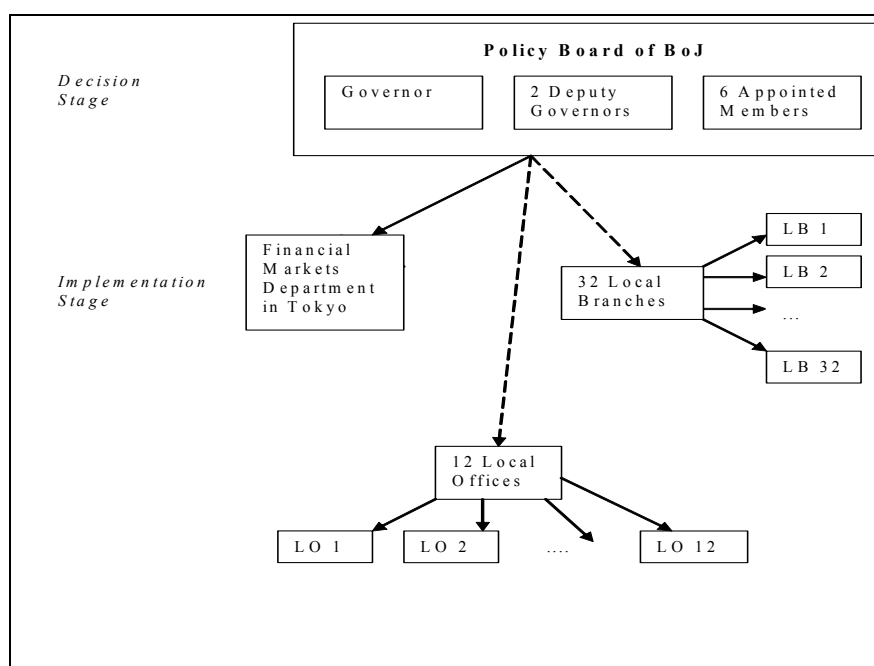 Policy Board of BoJ
Decision
Stage
Governor
2 Deputy
Governors
6 Appointed
Members
Implementation
Stage
Financial
Markets
Department
in Tokyo
32 Local
Branches
LB 1
LB 2
...
LB 32
12 Local
Offices
LO 1
LO 2
....
LO 12